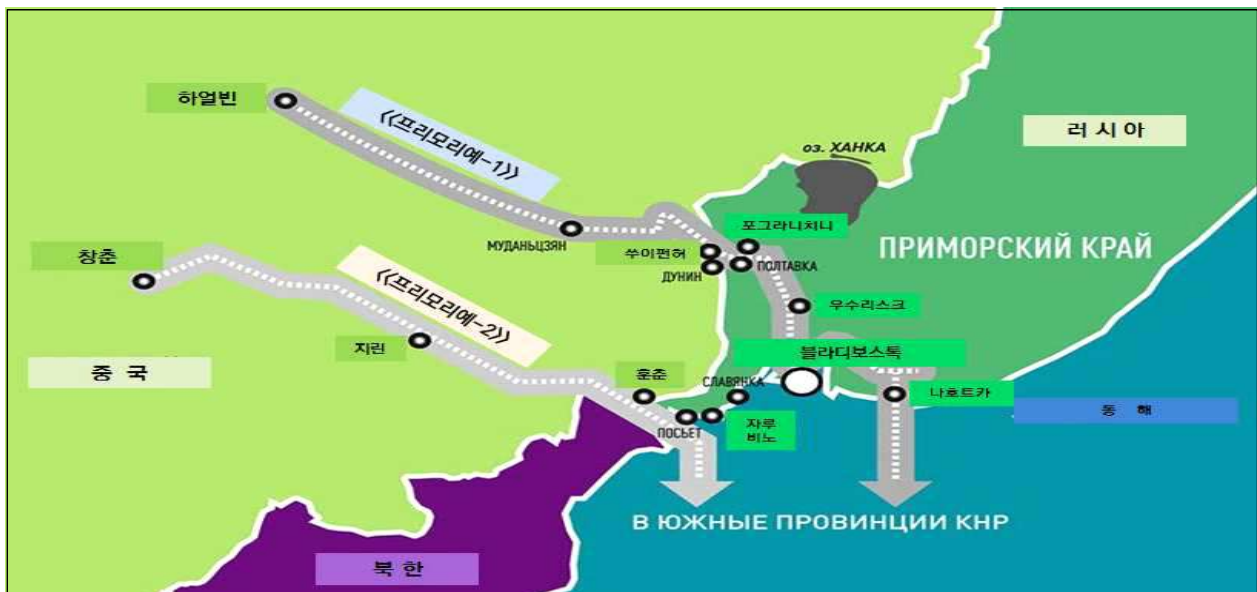 하얼빈
《프리모리예-1》
러 시 아
оз. ХАНКА
포그라니치니
МУДАНЬЦЗЯН
쑤이펀허
ПРИМОРСКИЙ КРАЙ
창춘
ДУНИН
ПОЛТАВКА
《프리모리예-2》
우수리스크
지린
블라디보스톡
중 국
훈춘
СЛАВЯНКА
나호트카
동 해
ПОСЬЕТ
자루
비노
В ЮЖНЫЕ ПРОВИНЦИИ КНР
북 한